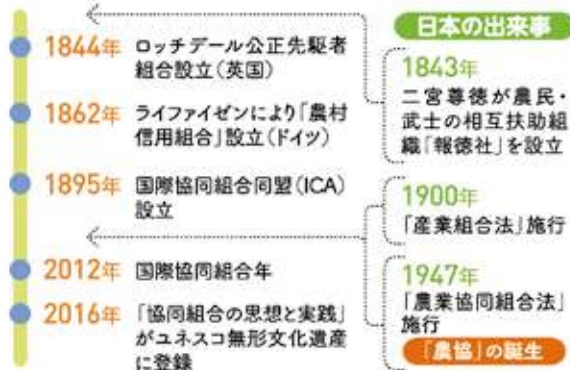 1844年 ロッチデール公正先駆者
組合設立(英国)
1862年 ライファイゼンにより「農村
信用組合」設立(ドイツ)
1895年 国際協同組合同盟(ICA)
設立
2012年 国際協同組合年
2016年 「協同組合の思想と実践」
がユネスコ無形文化遺産
に登録
日本の出来事
1843年
二宮尊徳が農民・
武士の相互扶助組
織「報徳社」を設立
1900年
「産業組合法」施行
1947年
「農業協同組合法」
施行
「農協」の誕生